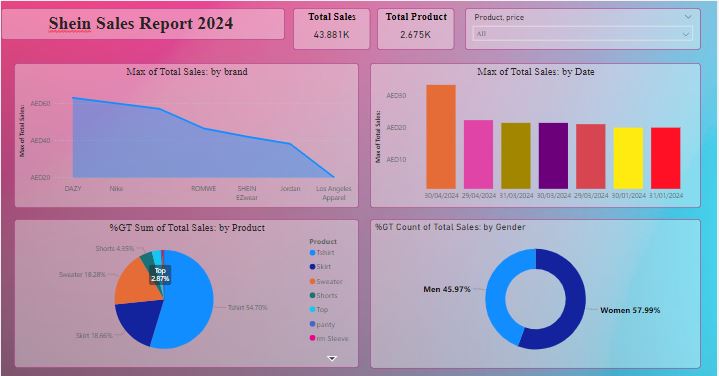 Shein Sales Report 2024
Total Sales
43.881K
Total Product
2.675K
Product, price
All
Max of Total Sales: by brand
Max of Total Sales:
AED60
AED40
AED20
DAZY
Nike
ROMWE
SHEIN
EZwear
Jordan
Los Angeles
Apparel
Max of Total Sales: by Date
Max of Total Sales:
AED30
AED20
AED10
30/04/2024
29/04/2024
31/03/2024
30/03/2024
29/03/2024
30/01/2024
31/01/2024
%GT Sum of Total Sales: by Product
Shorts 4.35%
Top
2.87%
Sweater 18.28%
Skirt 18.66%
Tshirt 54.70%
Product
Tshirt
Skirt
Sweater
Shorts
Top
panty
rm Sleeve
%GT Count of Total Sales: by Gender
Men 45.97%
Women 57.99%